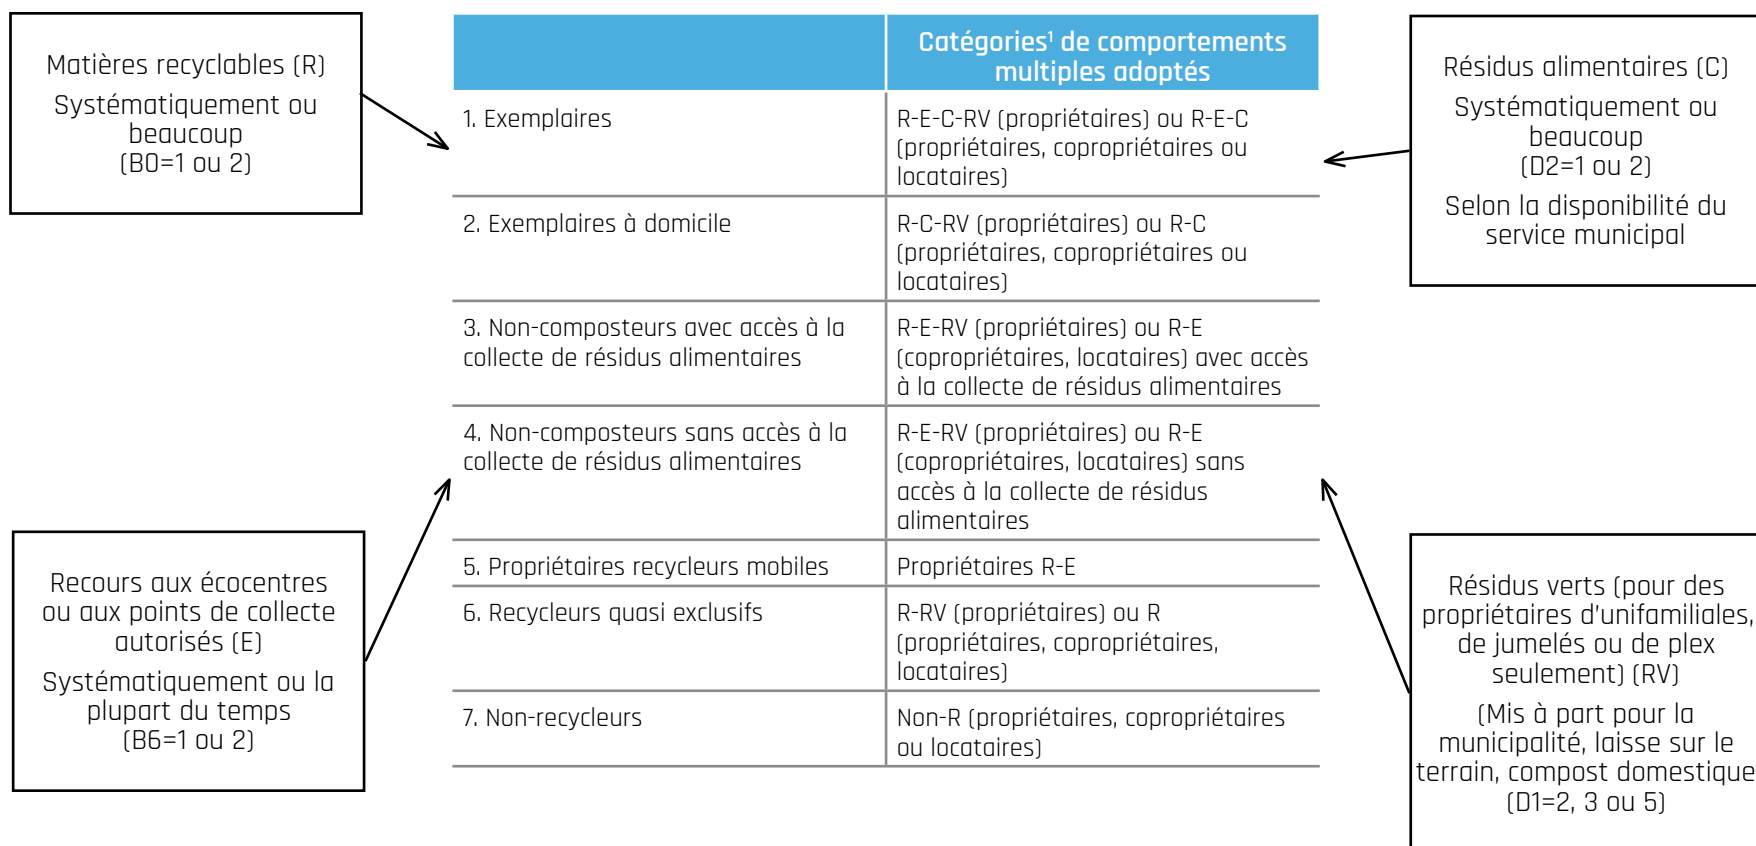 Matières recyclables (R)
Systématiquement ou
beaucoup
(B0=1 ou 2)
Recours aux écocentres
ou aux points de collecte
autorisés (E)
Systématiquement ou la
plupart du temps
(B6=1 ou 2)
Catégories¹ de comportements
multiples adoptés
1. Exemplaires
R-E-C-RV (propriétaires) ou R-E-C
(propriétaires, copropriétaires ou
locataires)
2. Exemplaires à domicile
R-C-RV (propriétaires) ou R-C
(propriétaires, copropriétaires ou
locataires)
3. Non-composteurs avec accès à la
collecte de résidus alimentaires
R-E-RV (propriétaires) ou R-E
(copropriétaires, locataires) avec accès
à la collecte de résidus alimentaires
4. Non-composteurs sans accès à la
collecte de résidus alimentaires
R-E-RV (propriétaires) ou R-E
(copropriétaires, locataires) sans
accès à la collecte de résidus
alimentaires
5. Propriétaires recycleurs mobiles
Propriétaires R-E
6. Recycleurs quasi exclusifs
R-RV (propriétaires) ou R
(propriétaires, copropriétaires,
locataires)
7. Non-recycleurs
Non-R (propriétaires, copropriétaires
ou locataires)
Résidus alimentaires (C)
Systématiquement ou
beaucoup
(D2=1 ou 2)
Selon la disponibilité du
service municipal
Résidus verts (pour des
propriétaires d'unifamiliales,
de jumelés ou de plex
seulement) (RV)
(Mis à part pour la
municipalité, laisse sur le
terrain, compost domestique
(D1=2, 3 ou 5)